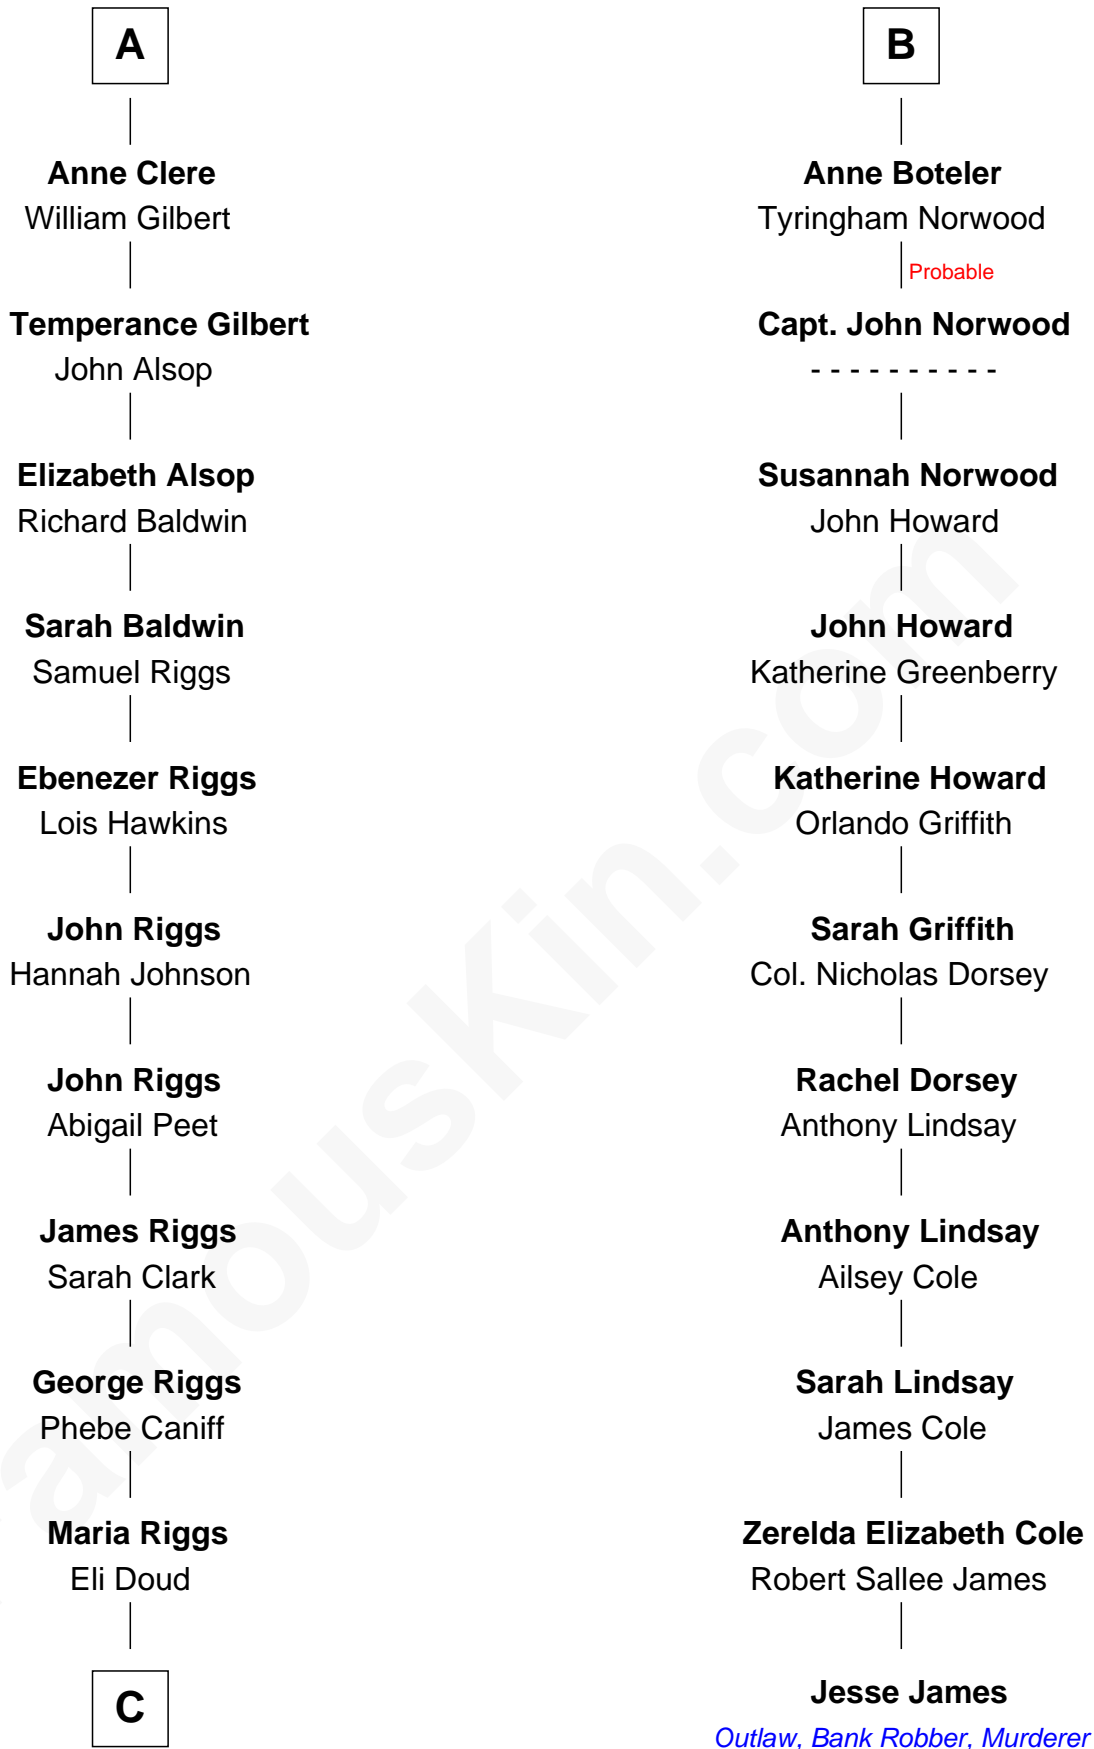 A
Anne Clere
William Gilbert
Temperance Gilbert
John Alsop
Elizabeth Alsop
Richard Baldwin
Sarah Baldwin
Samuel Riggs
Ebenezer Riggs
Lois Hawkins
John Riggs
Hannah Johnson
John Riggs
Abigail Peet
James Riggs
Sarah Clark
George Riggs
Phebe Caniff
Maria Riggs
Eli Doud
C
B
Anne Boteler
Tyringham Norwood
Probable
Capt. John Norwood
- - - - - - - - - -
Susannah Norwood
John Howard
John Howard
Katherine Greenberry
Katherine Howard
Orlando Griffith
Sarah Griffith
Col. Nicholas Dorsey
Rachel Dorsey
Anthony Lindsay
Anthony Lindsay
Ailsey Cole
Sarah Lindsay
James Cole
Zerelda Elizabeth Cole
Robert Sallee James
Jesse James
Outlaw, Bank Robber, Murderer
amouskin.com